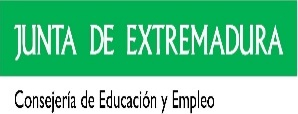 JUNTA DE EXTREMADURA
Consejería de Educación y Empleo